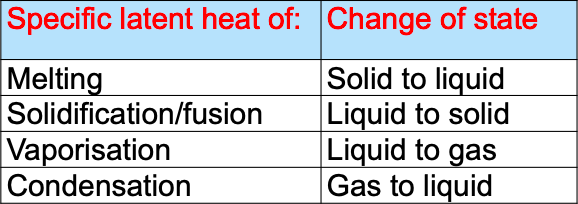 Specific latent heat of: Change of state
Melting Solid to liquid
Solidification/fusion Liquid to solid
Vaporisation Liquid to gas
Condensation Gas to liquid